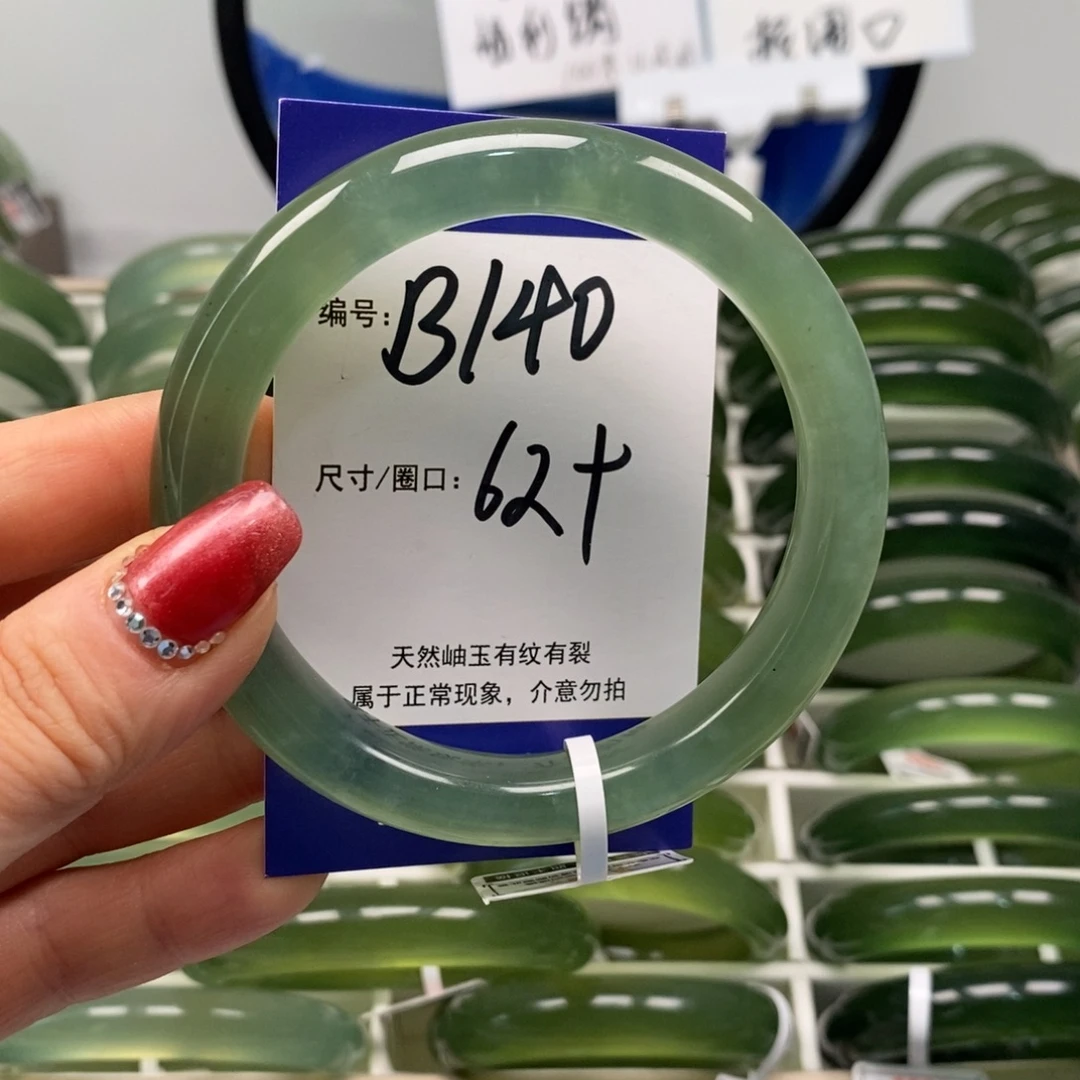 编号:B140
尺寸/圈口:62+
天然岫玉有纹有裂
属于正常现象，介意勿拍